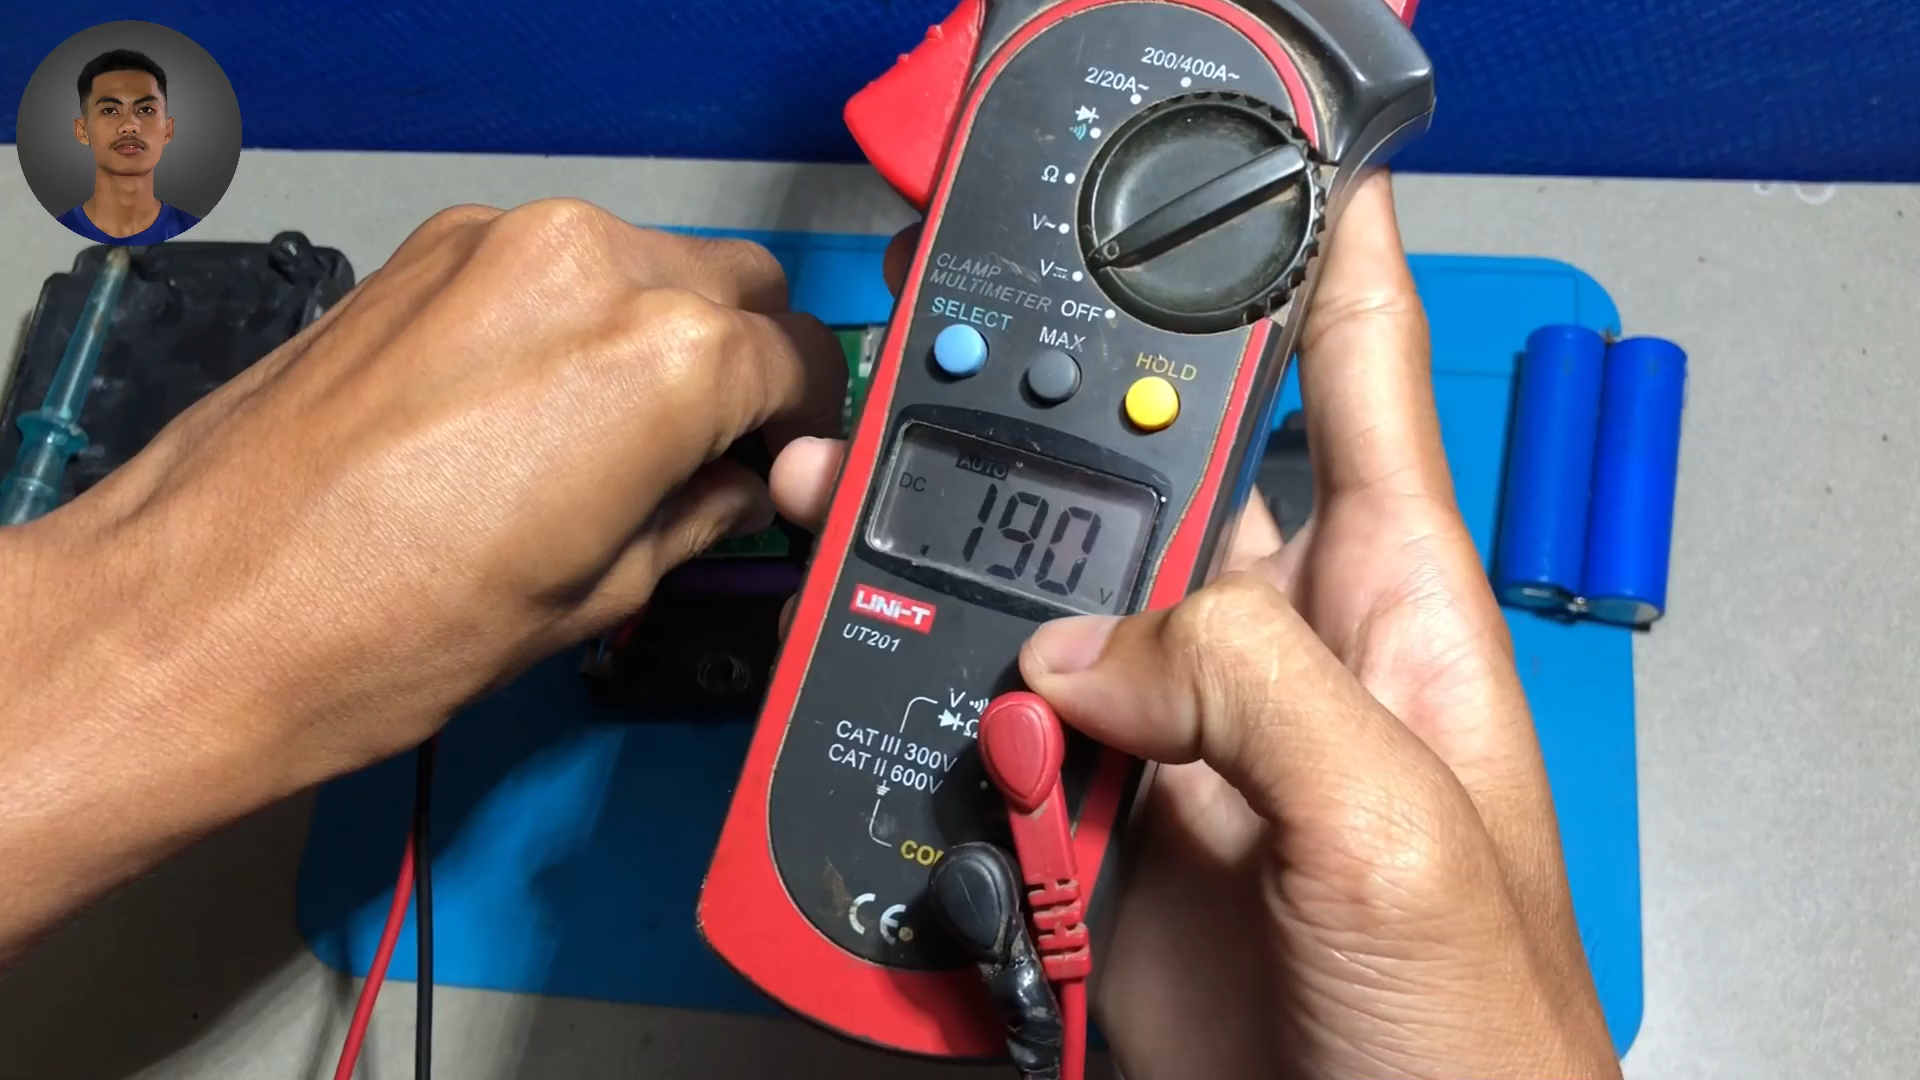 200/400A~
2/20A~
Ω
V~
V⎓
OFF
CLAMP
MULTIMETER
SELECT
MAX
HOLD
AUTO
DC
.190
V
UNI-T
UT201
V
Ω
CAT III 300V
CAT II 600V
CE